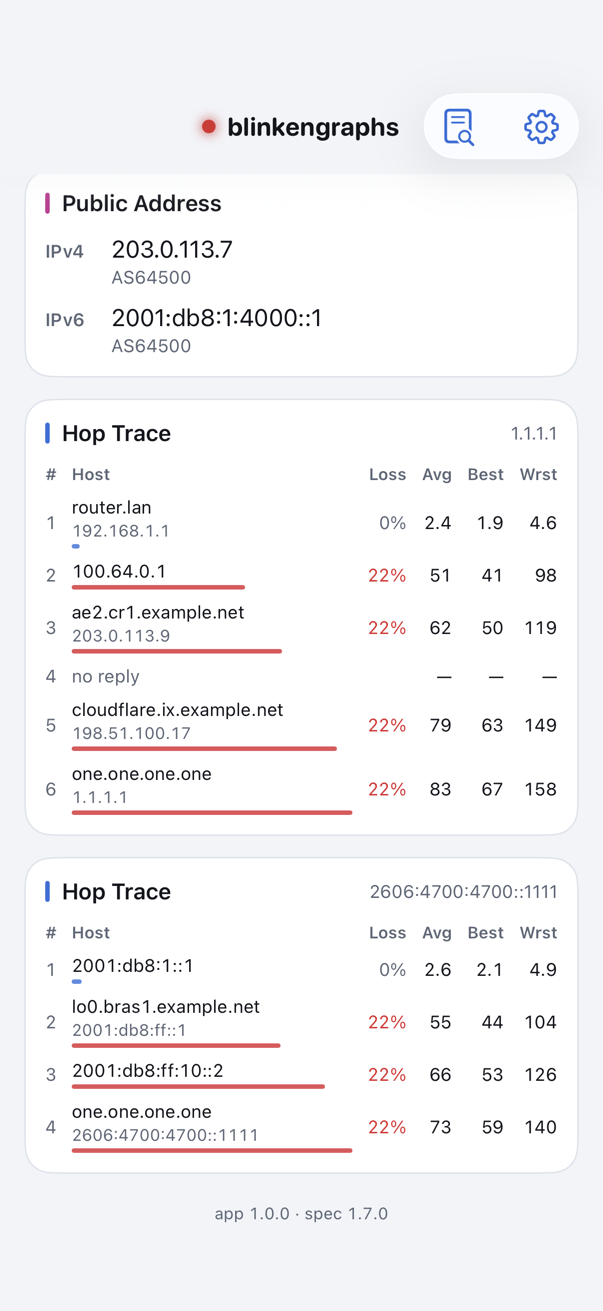 blinkengraphs
Public Address
IPv4 203.0.113.7
AS64500
IPv6 2001:db8:1:4000::1
AS64500
Hop Trace 1.1.1.1
# Host Loss Avg Best Wrst
1 router.lan 0% 2.4 1.9 4.6
192.168.1.1
2 100.64.0.1 22% 51 41 98
3 ae2.cr1.example.net 22% 62 50 119
203.0.113.9
4 no reply — — —
5 cloudflare.ix.example.net 22% 79 63 149
198.51.100.17
6 one.one.one.one 22% 83 67 158
1.1.1.1
Hop Trace 2606:4700:4700::1111
# Host Loss Avg Best Wrst
1 2001:db8:1::1 0% 2.6 2.1 4.9
2 lo0.bras1.example.net 22% 55 44 104
2001:db8:ff::1
3 2001:db8:ff:10::2 22% 66 53 126
4 one.one.one.one 22% 73 59 140
2606:4700:4700::1111
app 1.0.0 · spec 1.7.0